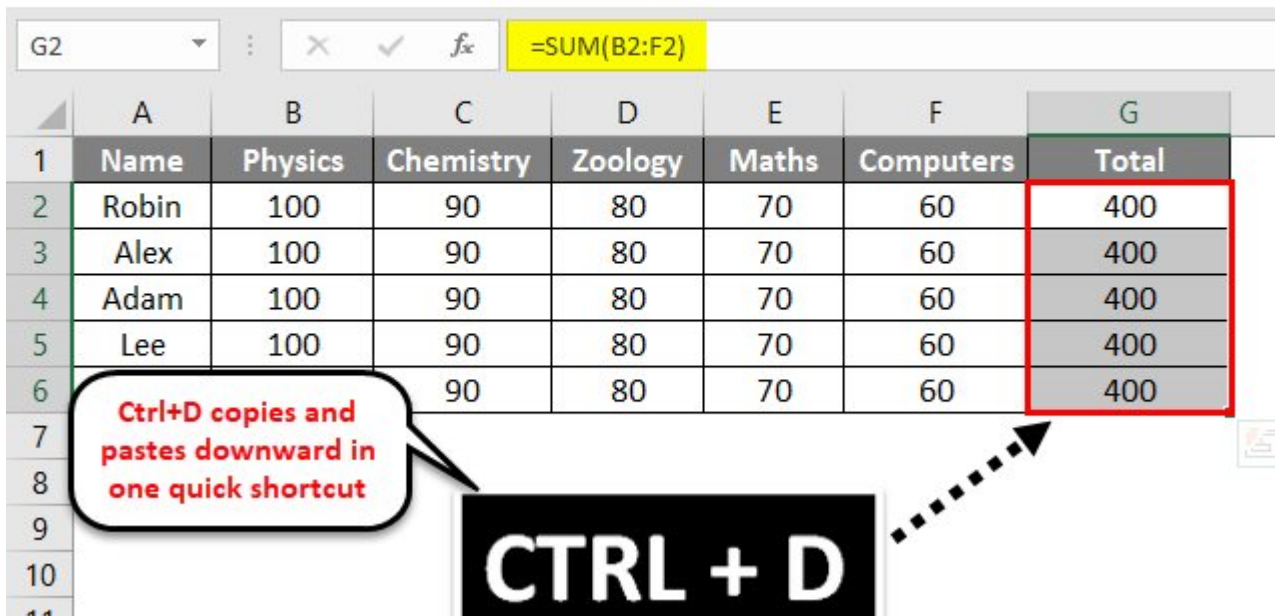 G2 fx =SUM(B2:F2)
A B C D E F G
1 Name Physics Chemistry Zoology Maths Computers Total
2 Robin 100 90 80 70 60 400
3 Alex 100 90 80 70 60 400
4 Adam 100 90 80 70 60 400
5 Lee 100 90 80 70 60 400
6 90 80 70 60 400
Ctrl+D copies and
7
pastes downward in
8
one quick shortcut
9
10
CTRL + D